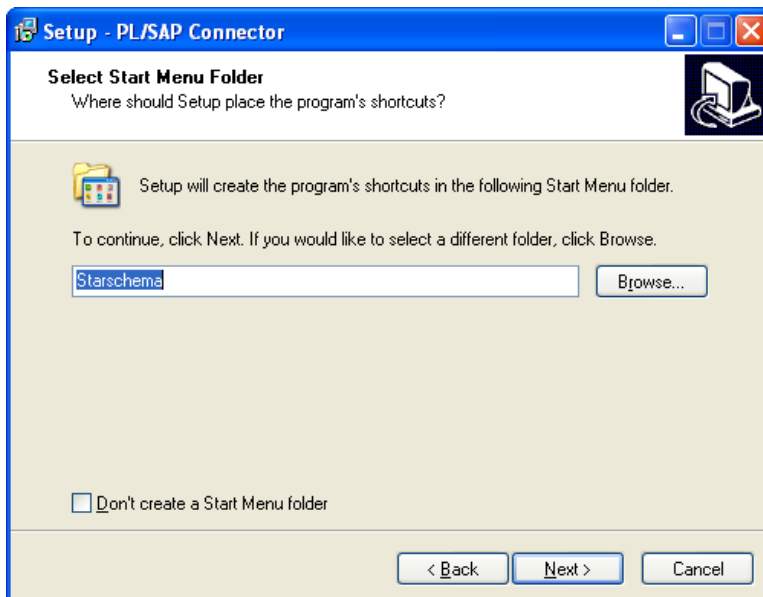 Setup - PL/SAP Connector
Select Start Menu Folder
Where should Setup place the program's shortcuts?
Setup will create the program's shortcuts in the following Start Menu folder.
To continue, click Next. If you would like to select a different folder, click Browse.
Starschema
Browse...
Don't create a Start Menu folder
< Back
Next >
Cancel